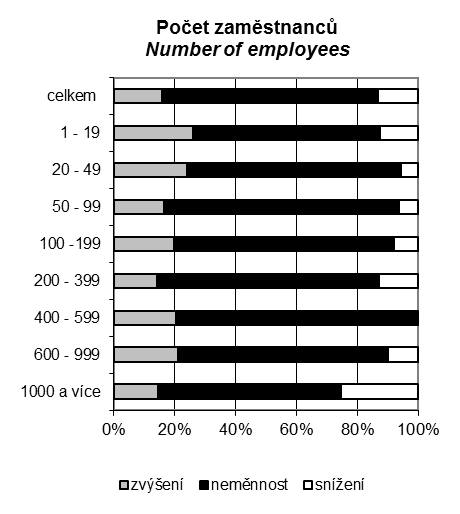 Počet zaměstnanců
Number of employees
celkem
1 - 19
20 - 49
50 - 99
100 -199
200 - 399
400 - 599
600 - 999
1000 a více
0% 20% 40% 60% 80% 100%
zvýšení neměnnost snížení